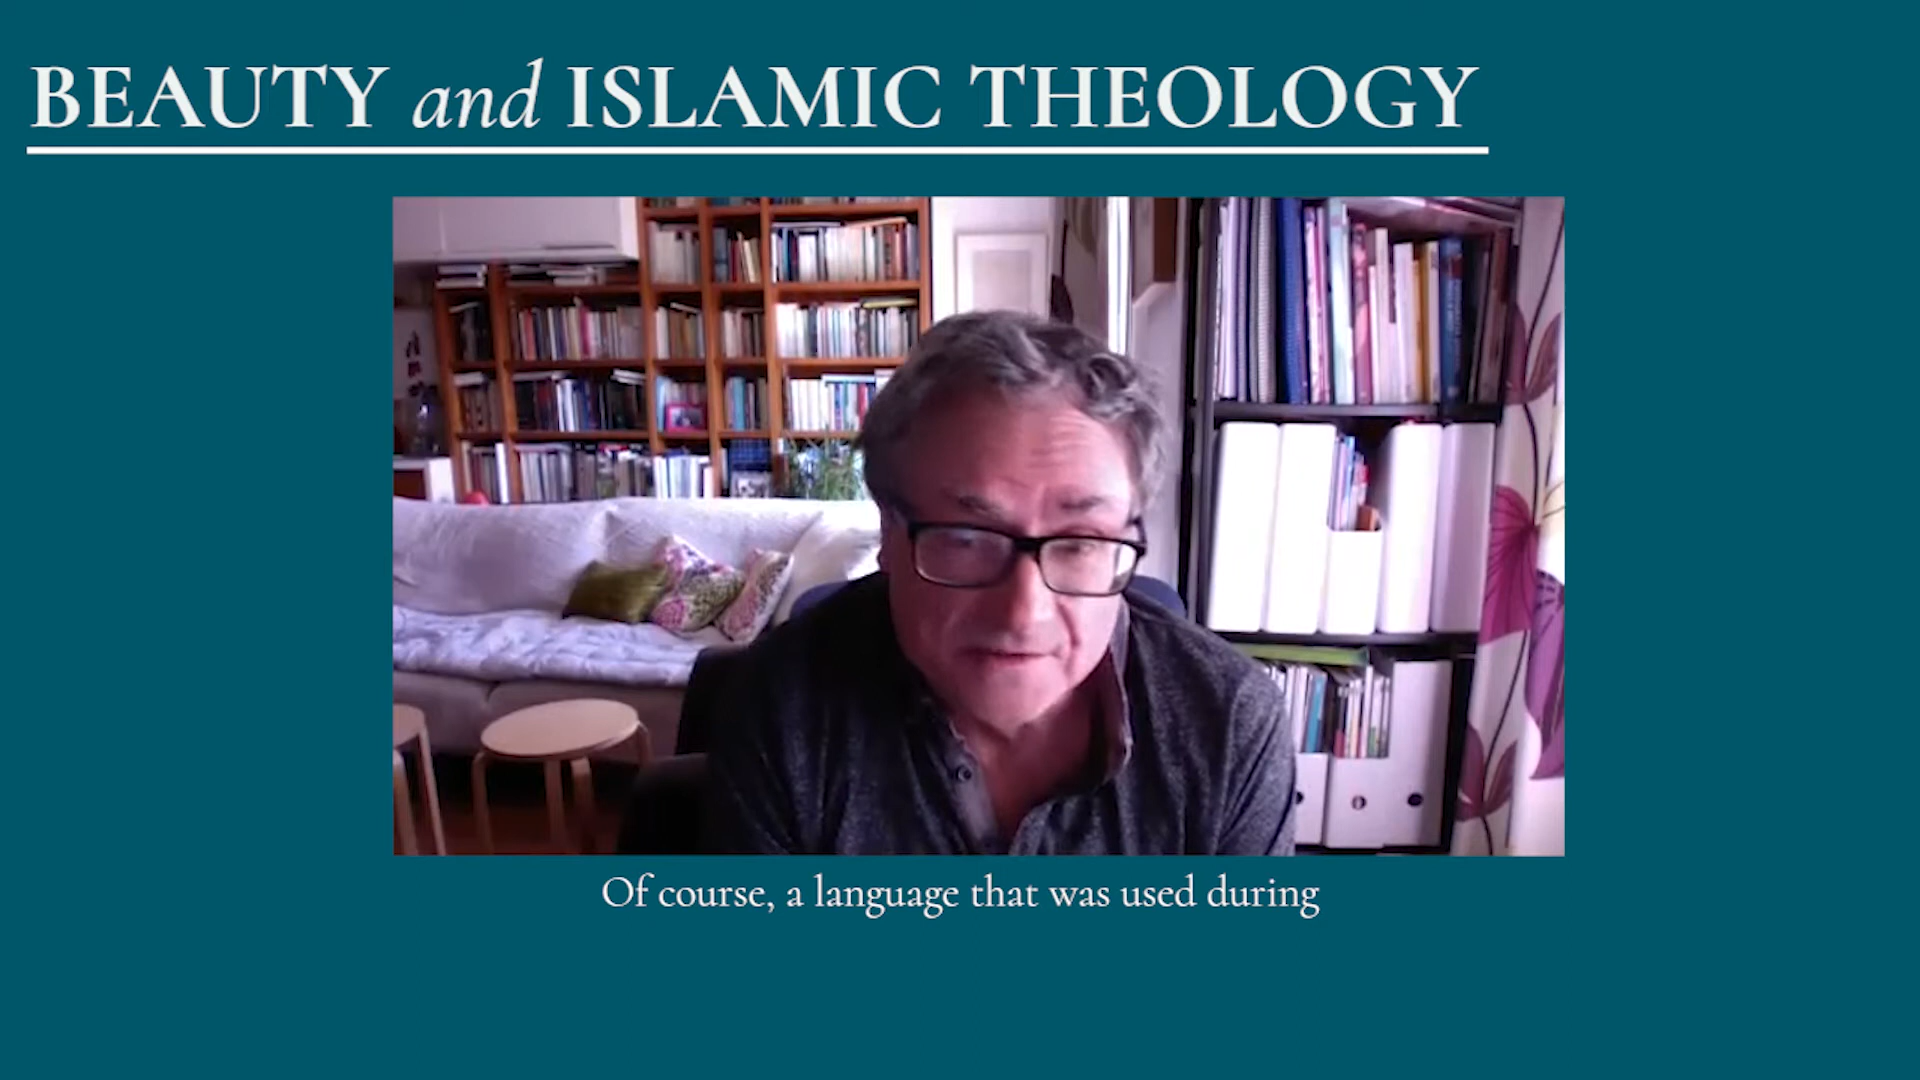 BEAUTY and ISLAMIC THEOLOGY
Of course, a language that was used during